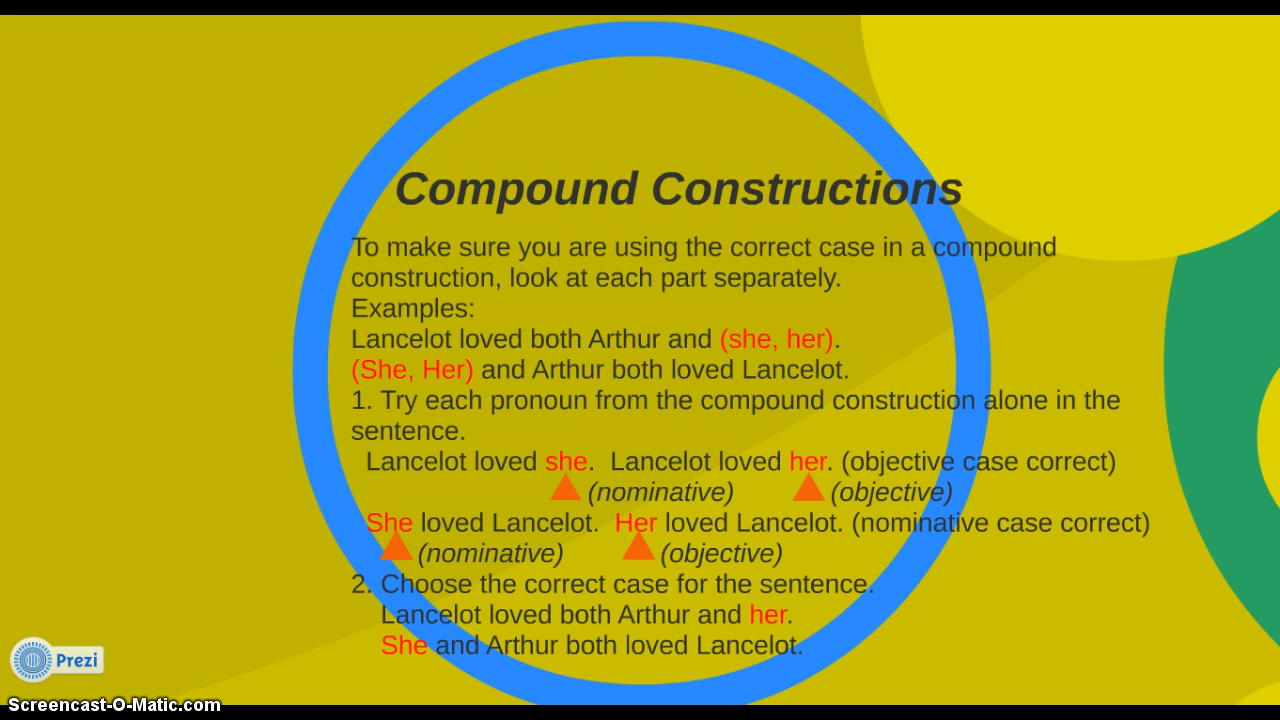 Compound Constructions
To make sure you are using the correct case in a compound
construction, look at each part separately.
Examples:
Lancelot loved both Arthur and (she, her).
(She, Her) and Arthur both loved Lancelot.
1. Try each pronoun from the compound construction alone in the
sentence.
Lancelot loved she.  Lancelot loved her. (objective case correct)
(nominative) (objective)
She loved Lancelot.  Her loved Lancelot. (nominative case correct)
(nominative) (objective)
2. Choose the correct case for the sentence.
Lancelot loved both Arthur and her.
She and Arthur both loved Lancelot.
Prezi
Screencast-O-Matic.com